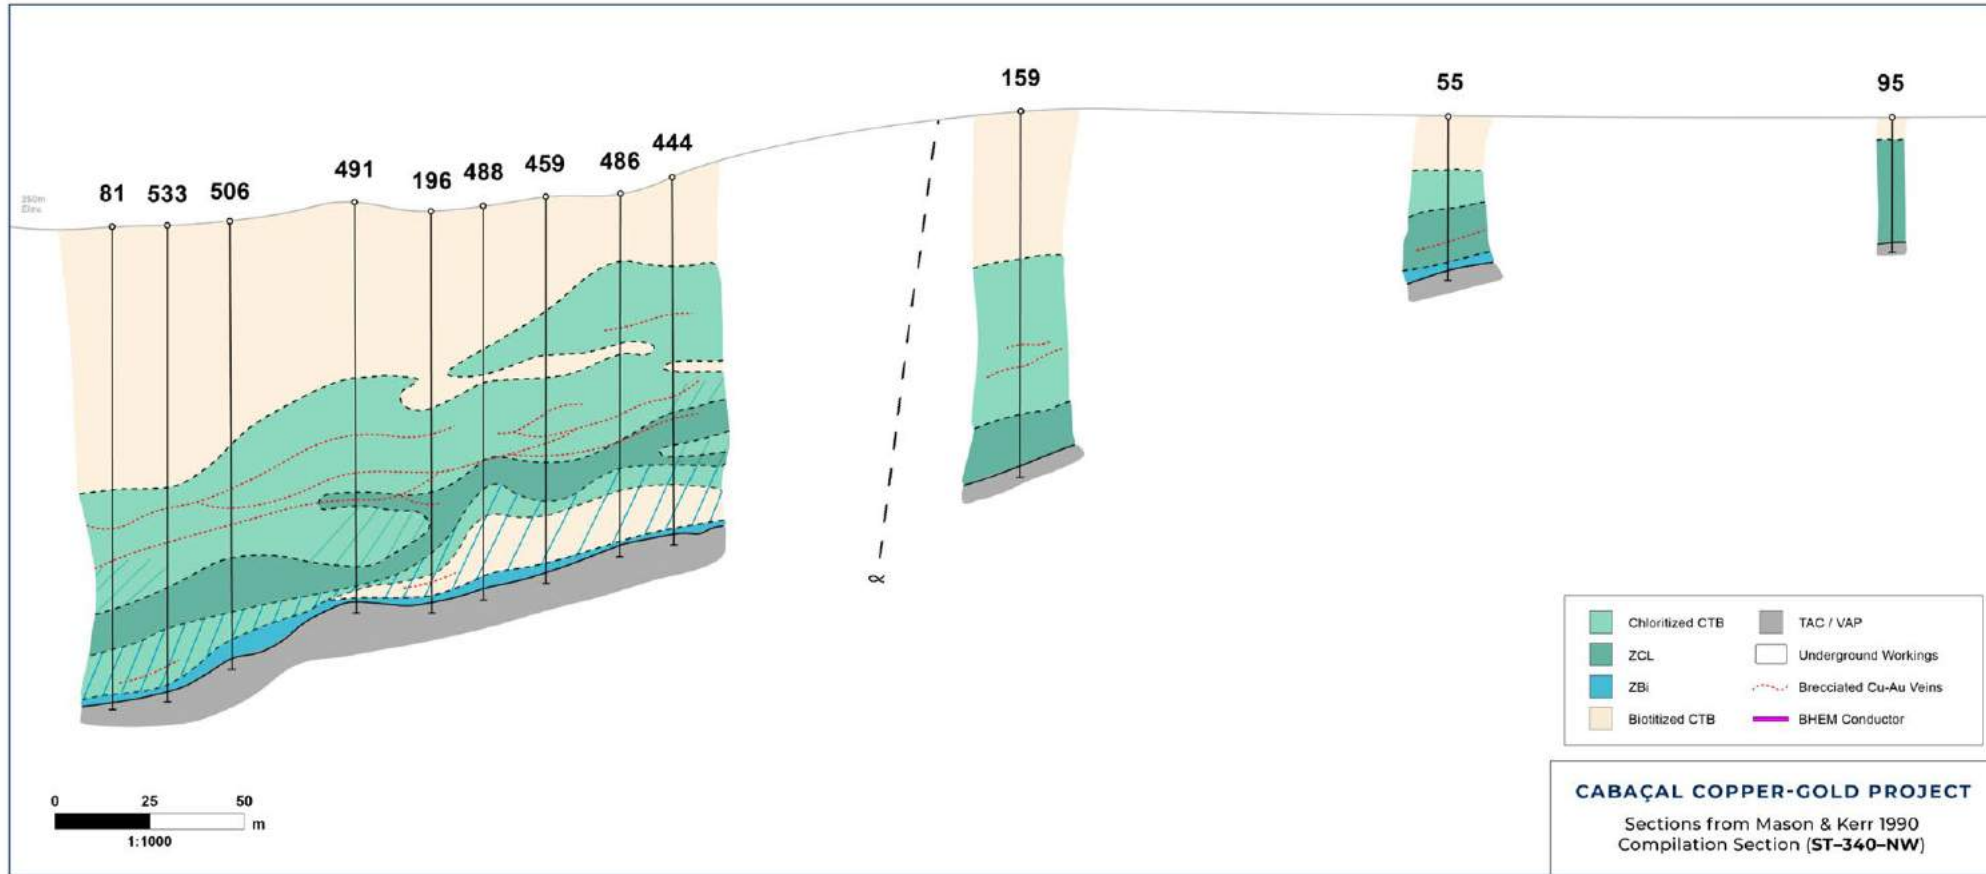 159
55
95
81
533
506
491
196
488
459
486
444
250m
Elev.
Chloritized CTB
ZCL
ZBi
Biotitized CTB
TAC / VAP
Underground Workings
Brecciated Cu-Au Veins
BHEM Conductor
0 25 50
m
1:1000
CABAÇAL COPPER-GOLD PROJECT
Sections from Mason & Kerr 1990
Compilation Section (ST-340-NW)